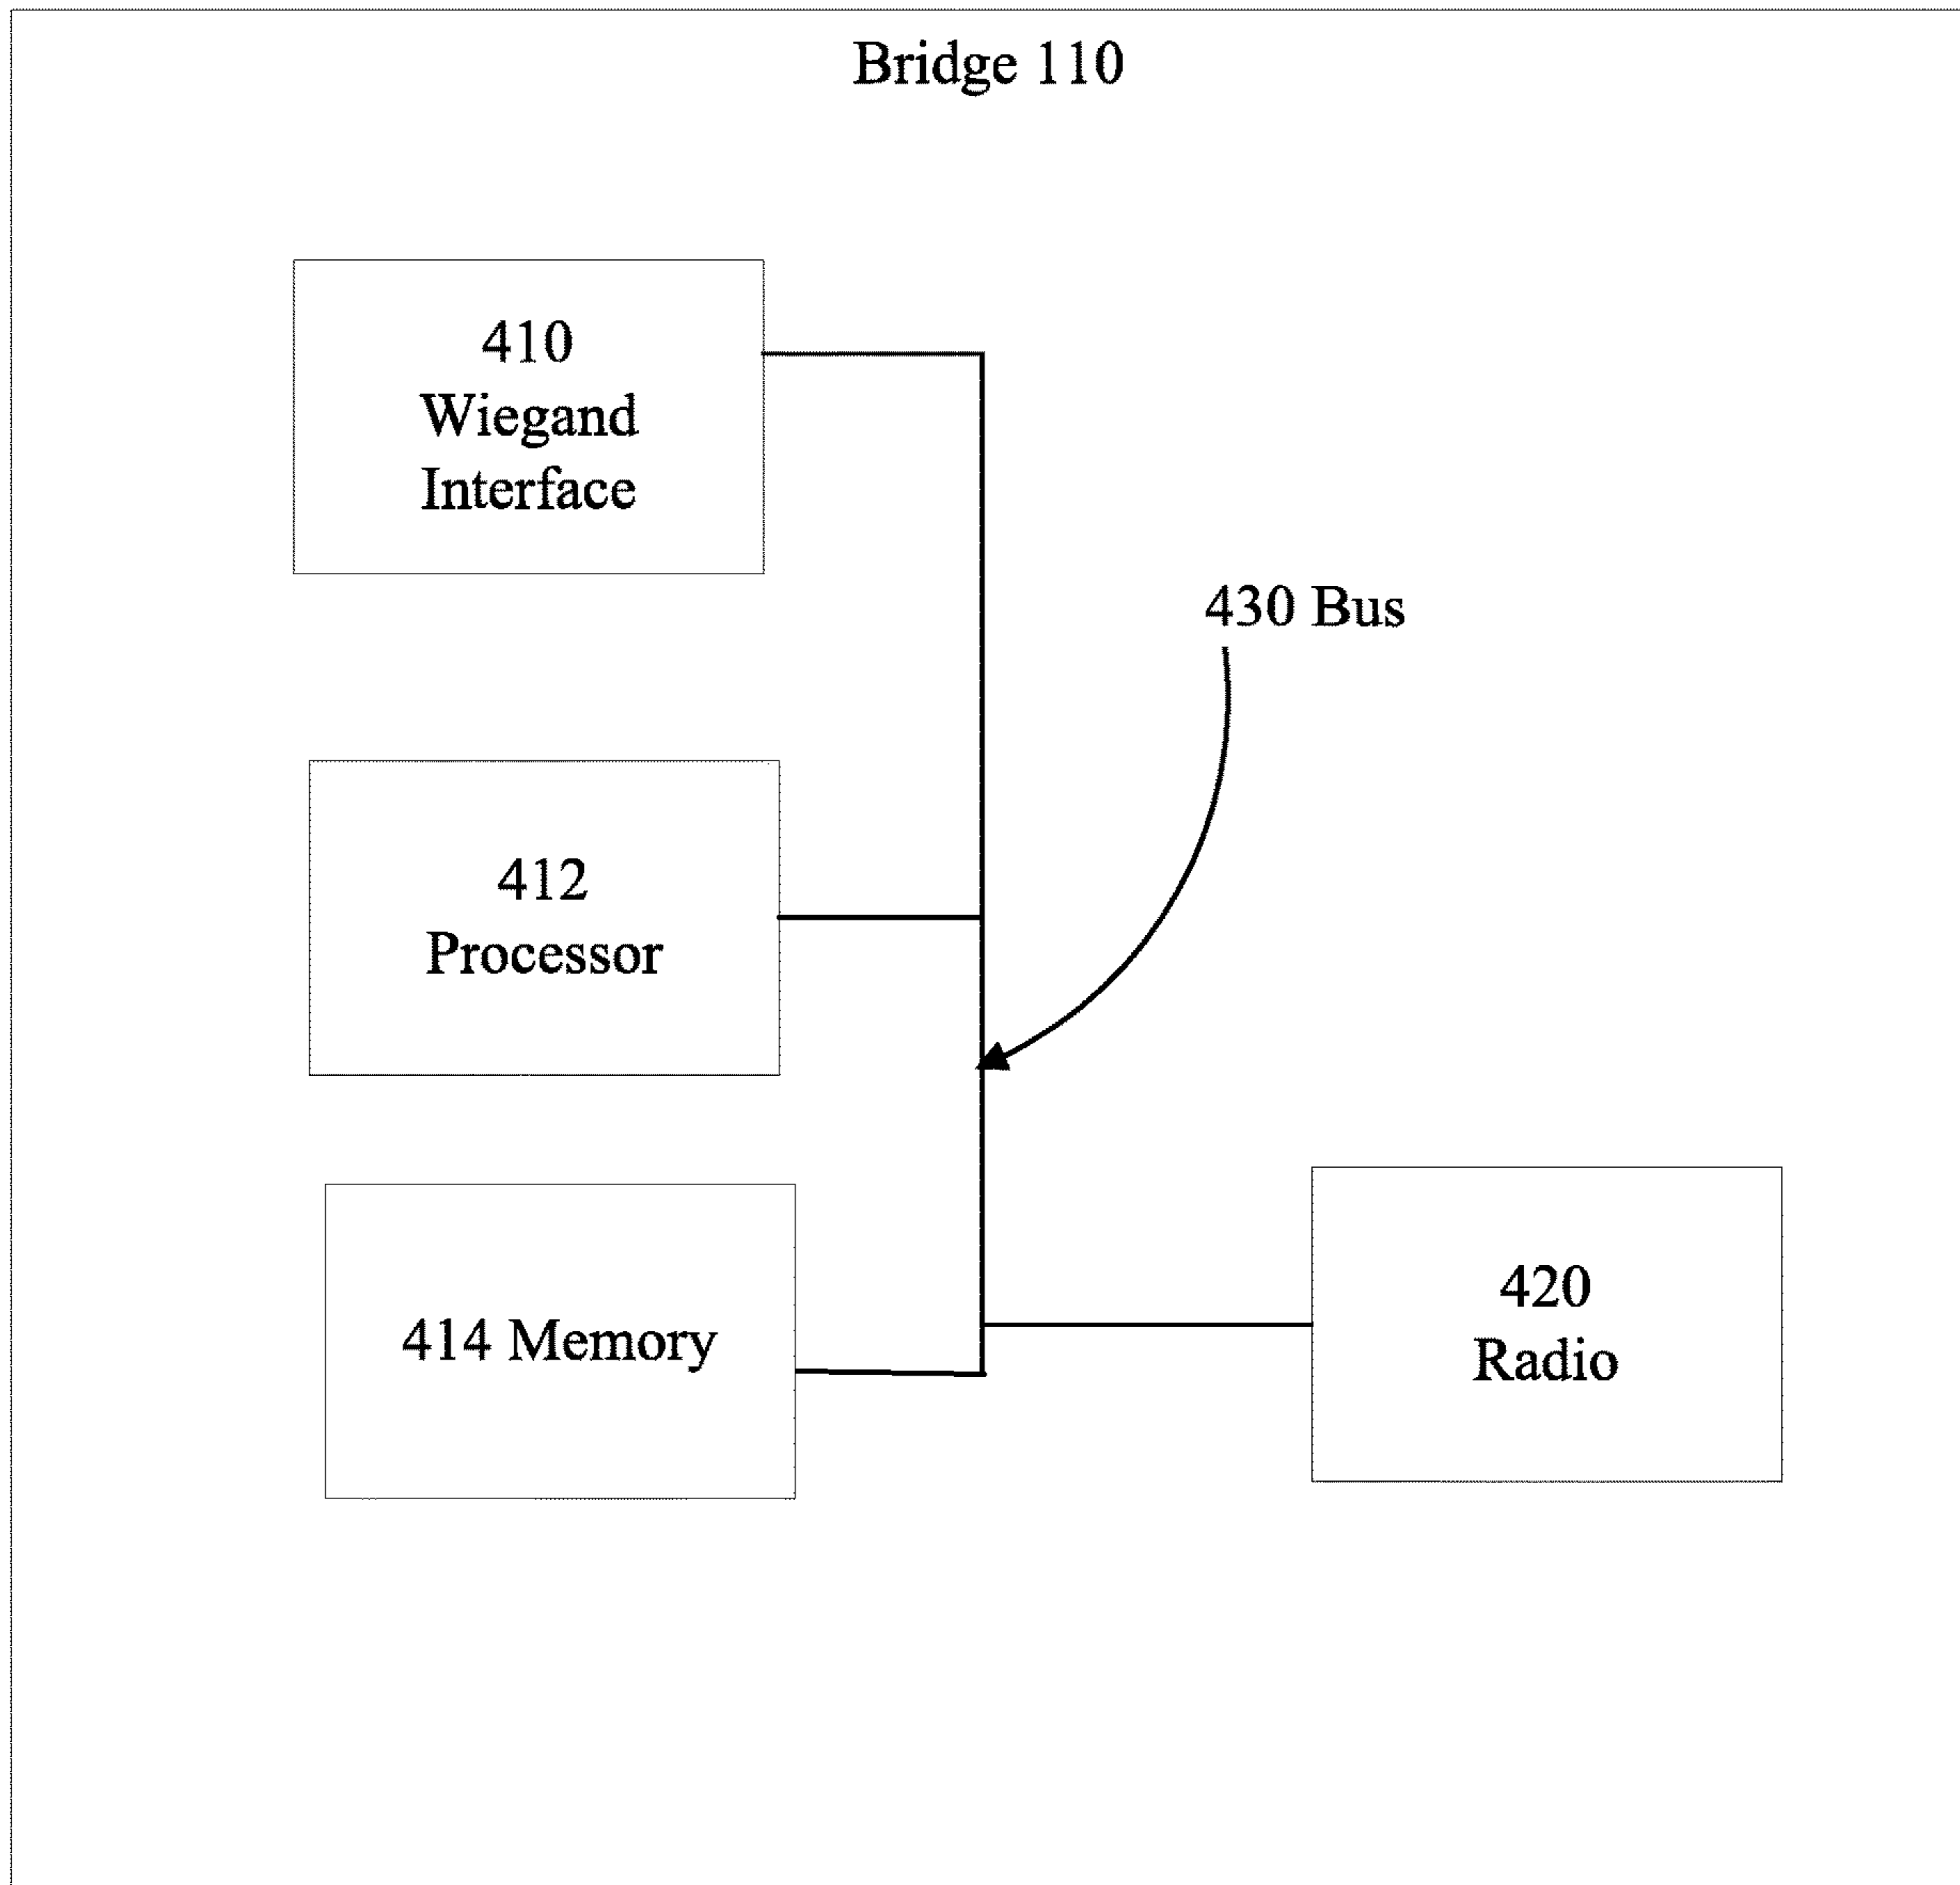 Bridge 110
410
Wiegand
Interface
430 Bus
412
Processor
414 Memory
420
Radio